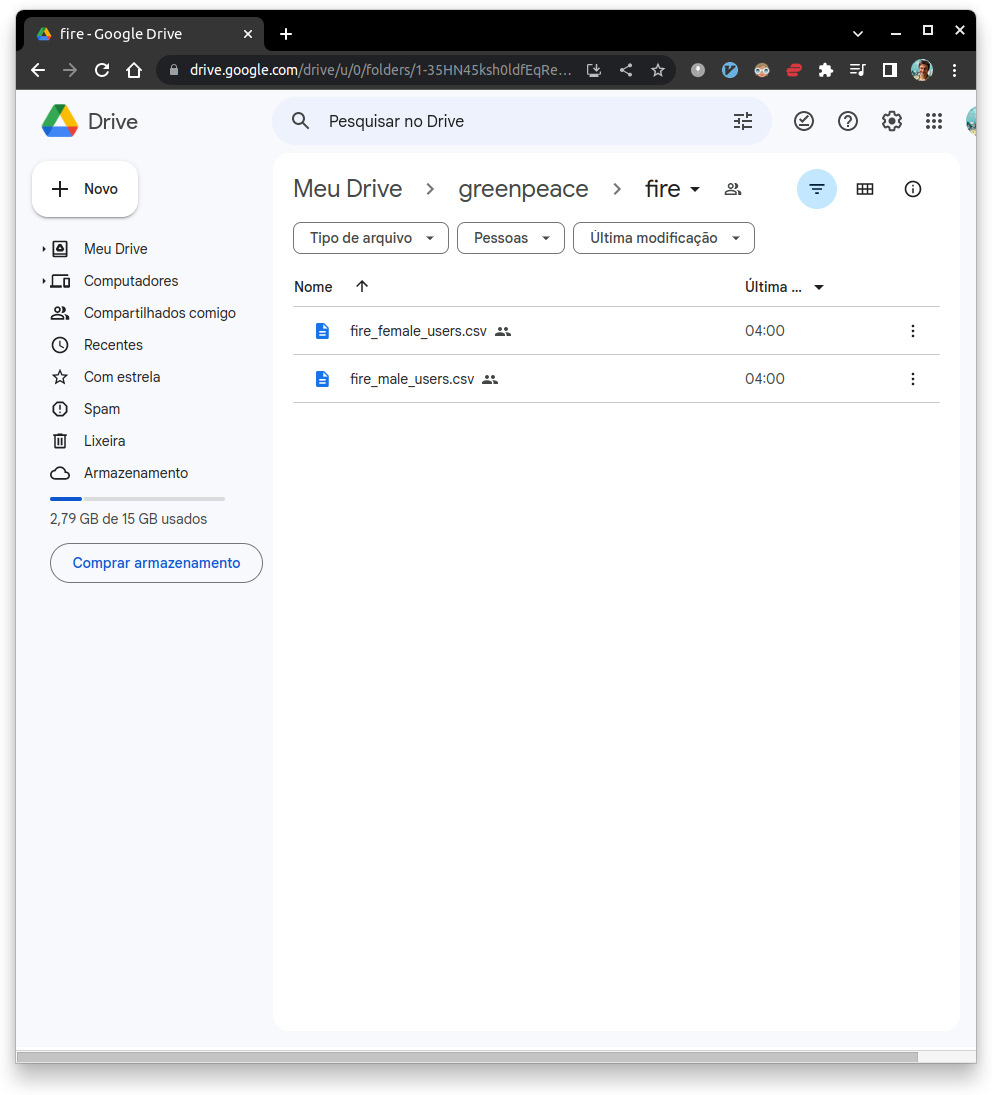 fire - Google Drive
drive.google.com/drive/u/0/folders/1-35HN45ksh0ldfEqRe...
Drive
Pesquisar no Drive
Novo
Meu Drive
Computadores
Compartilhados comigo
Recentes
Com estrela
Spam
Lixeira
Armazenamento
2,79 GB de 15 GB usados
Comprar armazenamento
Meu Drive > greenpeace > fire
Tipo de arquivo Pessoas Última modificação
Nome Última ...
fire_female_users.csv 04:00
fire_male_users.csv 04:00